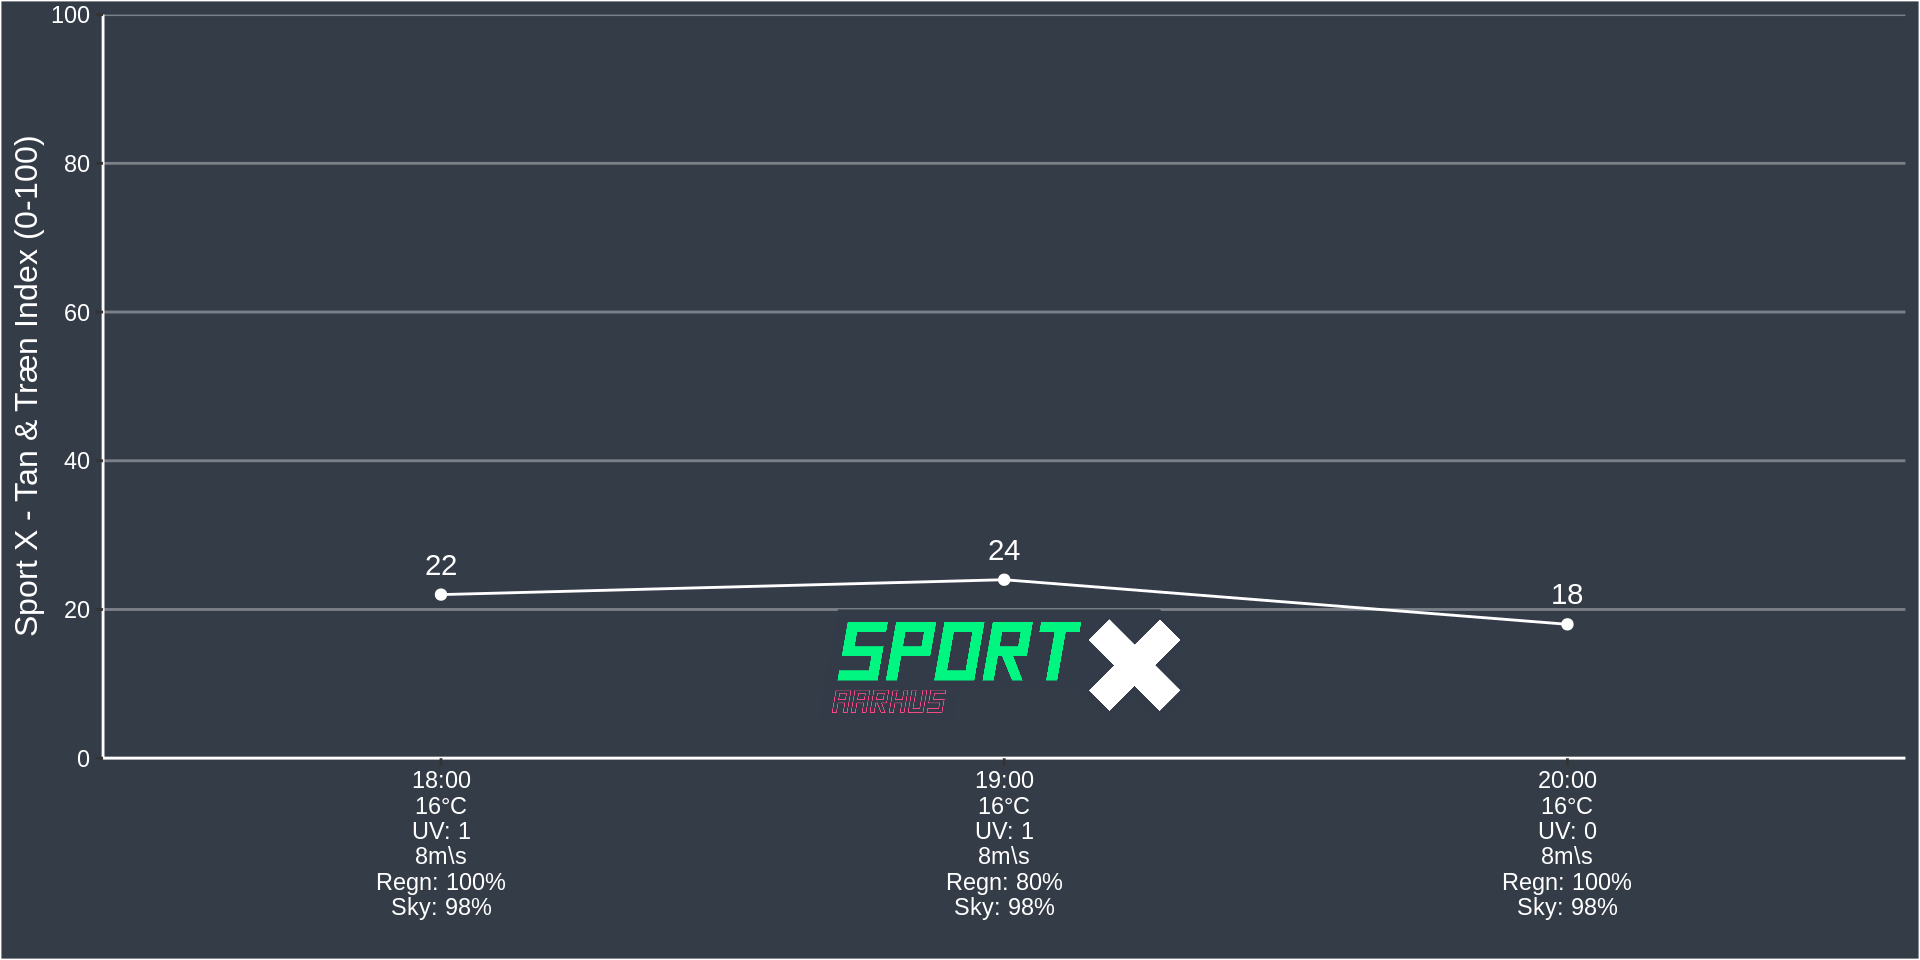 Sport X - Tan & Træn Index (0-100)
100
80
60
40
20
0
22
24
18
SPORT X
AARHUS
18:00
16°C
UV: 1
8m\s
Regn: 100%
Sky: 98%
19:00
16°C
UV: 1
8m\s
Regn: 80%
Sky: 98%
20:00
16°C
UV: 0
8m\s
Regn: 100%
Sky: 98%